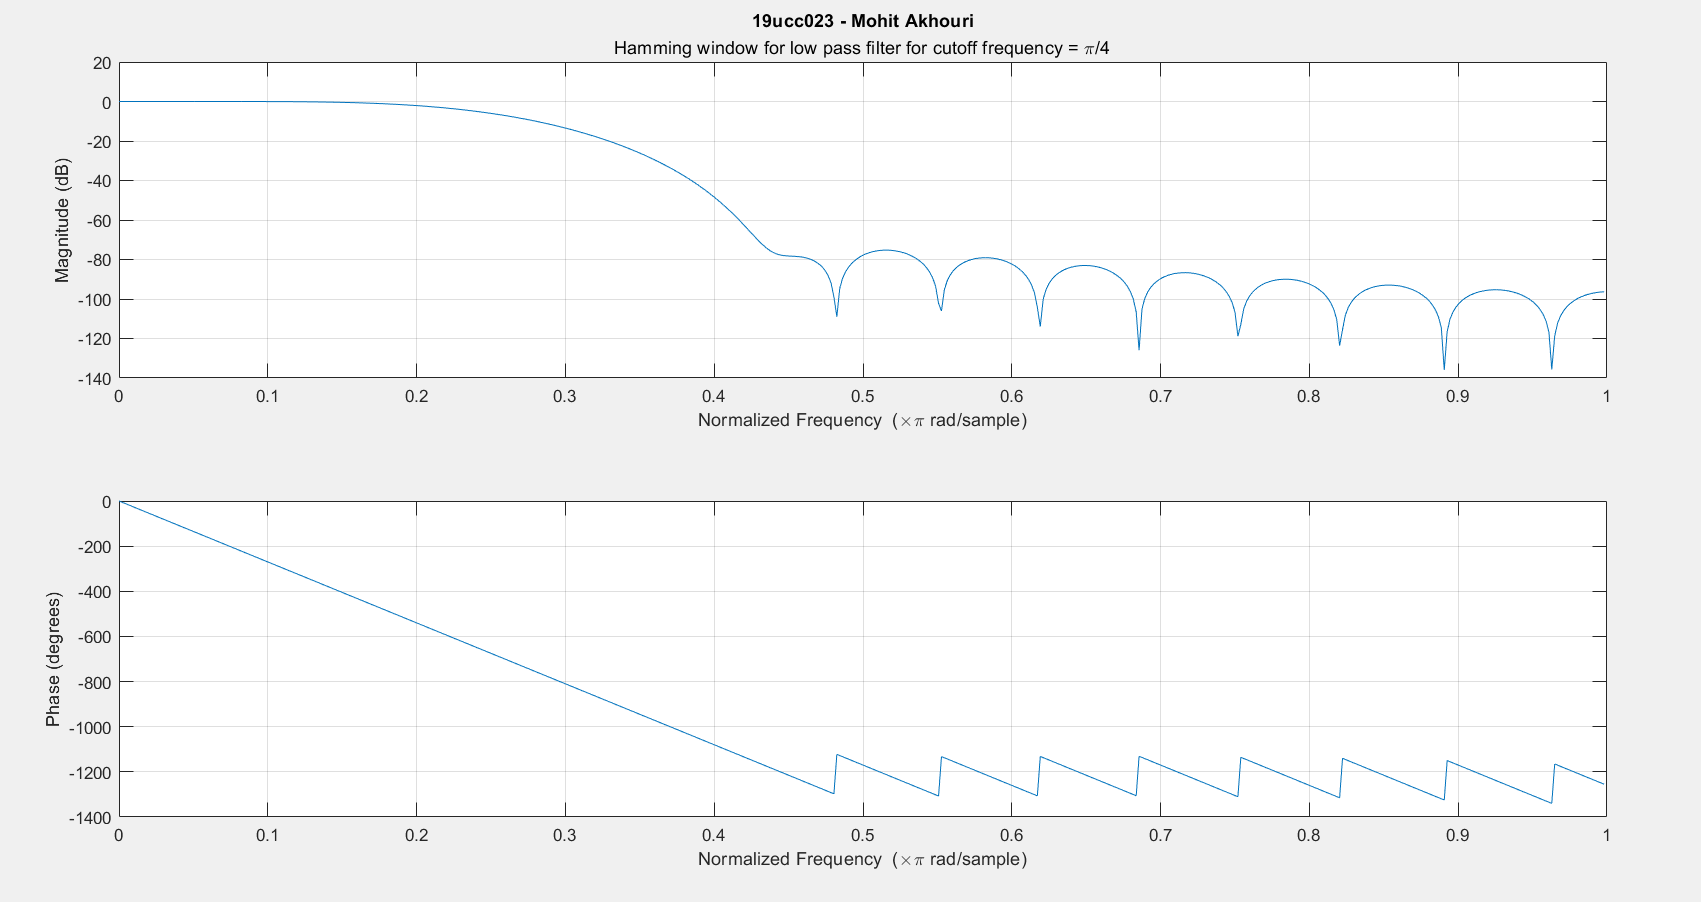 19ucc023 - Mohit Akhouri
Hamming window for low pass filter for cutoff frequency = π/4
20
0
-20
-40
-60
-80
-100
-120
-140
Magnitude (dB)
0 0.1 0.2 0.3 0.4 0.5 0.6 0.7 0.8 0.9 1
Normalized Frequency (×π rad/sample)
0
-200
-400
-600
-800
-1000
-1200
-1400
Phase (degrees)
0 0.1 0.2 0.3 0.4 0.5 0.6 0.7 0.8 0.9 1
Normalized Frequency (×π rad/sample)